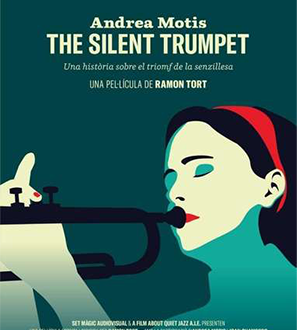 Andrea Motis
THE SILENT TRUMPET
Una història sobre el triomf de la senzillesa
UNA PEL·LÍCULA DE RAMON TORT
SET MÀGIC AUDIOVISUAL & A FILM ABOUT QUIET JAZZ A.I.E. PRESENTEN